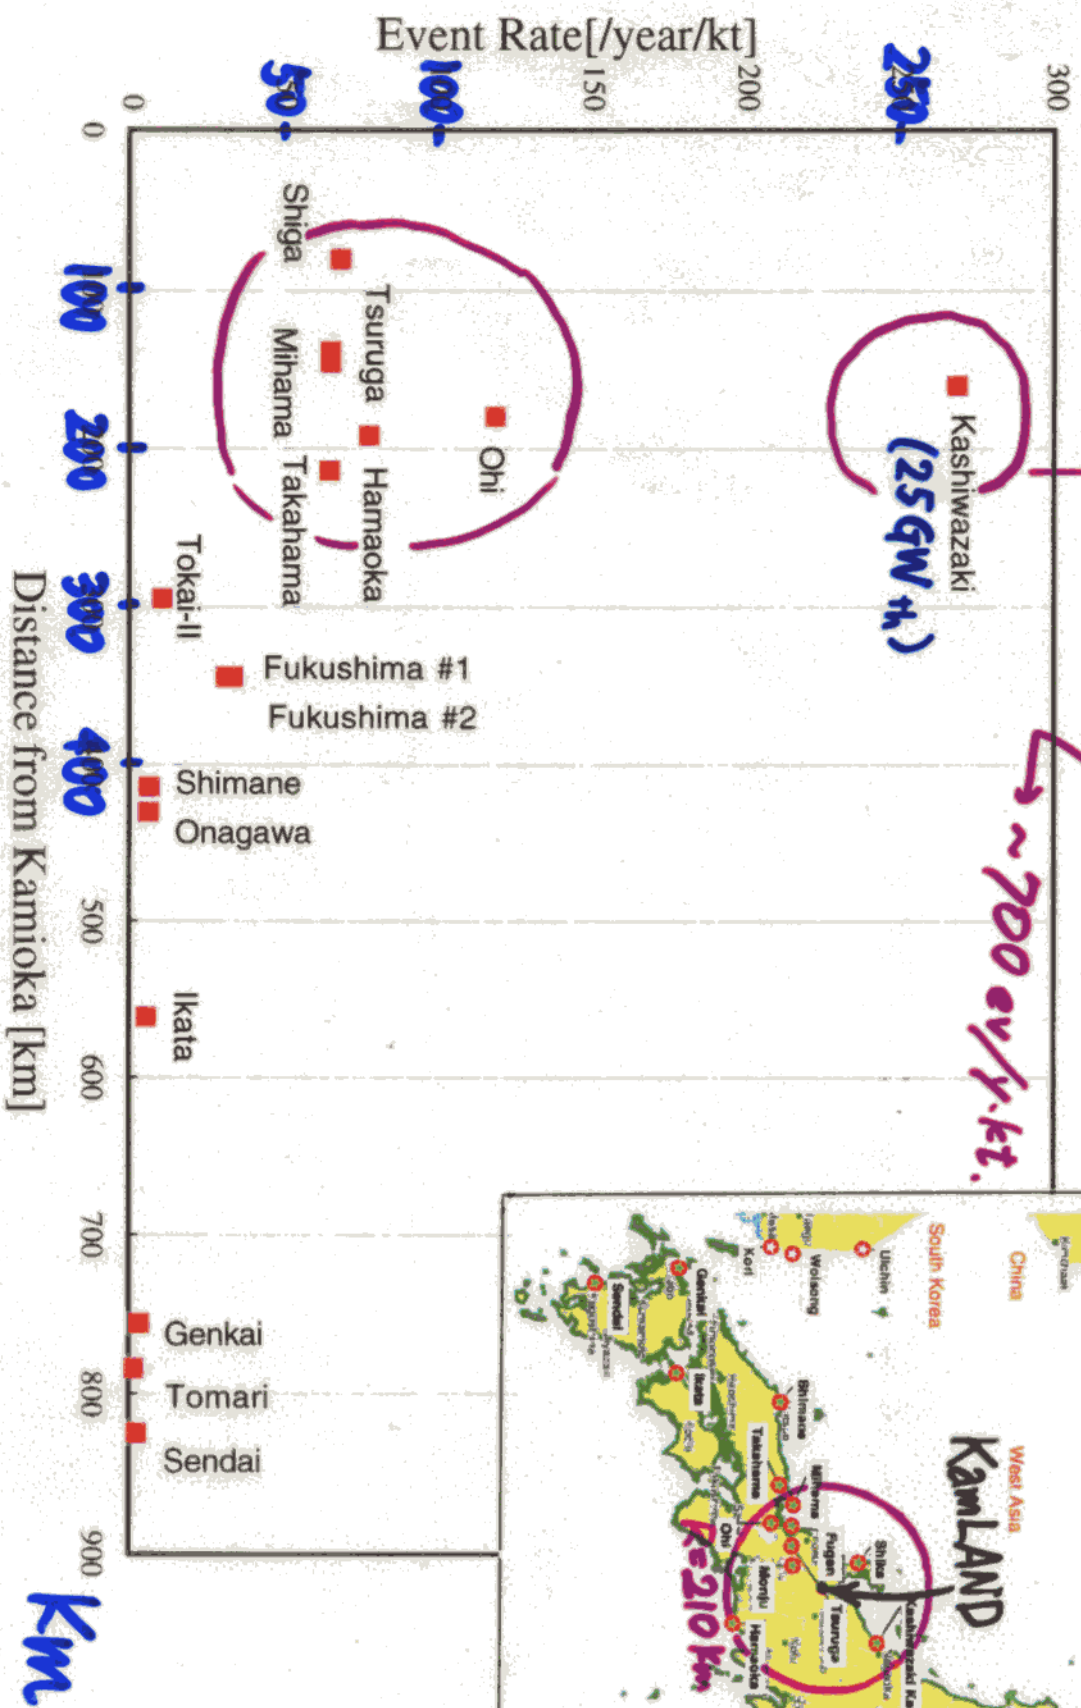 Event Rate[/year/kt]
0
50
100
150
200
250
300
0
100
200
300
400
500
600
700
800
900
Km
Distance from Kamioka [km]
Kashiwazaki
(25GW th)
Ohi
Shiga
Tsuruga
Mihama
Hamaoka
Takahama
Tokai-II
Fukushima #1
Fukushima #2
Shimane
Onagawa
Ikata
Genkai
Tomari
Sendai
~700 ev/y.kt.
China
South Korea
West Asia
KamLAND
Ulchin
Wolsong
Kori
Genkai
Sendai
Ikata
Shimane
Takahama
Mihama
Ohi
Fugen
Monju
Shika
Tsuruga
Hamaoka
R=210km